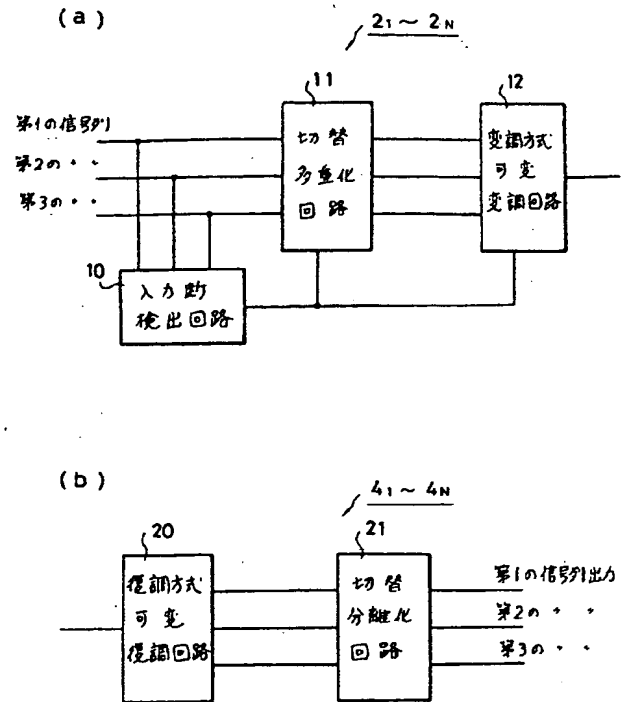 (a)
2₁～2ɴ
11
12
第1の信号列
第2の 〃 〃
第3の 〃 〃
切替
多重化
回路
変調方式
可変
変調回路
10
入力断
検出回路
(b)
4₁～4ɴ
20
21
復調方式
可変
復調回路
切替
分離化
回路
第1の信号列出力
第2の 〃 〃
第3の 〃 〃